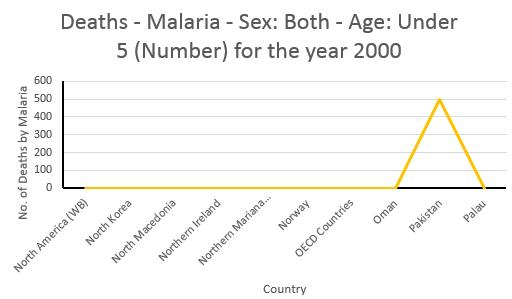 Deaths - Malaria - Sex: Both - Age: Under
5 (Number) for the year 2000
No. of Deaths by Malaria
600
500
400
300
200
100
0
North America (WB)
North Korea
North Macedonia
Northern Ireland
Northern Mariana...
Norway
OECD Countries
Oman
Pakistan
Palau
Country